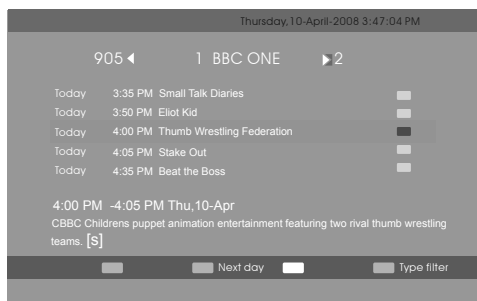 Thursday,10-April-2008 3:47:04 PM
905 1 BBC ONE 2
Today 3:35 PM Small Talk Diaries
Today 3:50 PM Eliot Kid
Today 4:00 PM Thumb Wrestling Federation
Today 4:05 PM Stake Out
Today 4:35 PM Beat the Boss
4:00 PM -4:05 PM Thu,10-Apr
CBBC Childrens puppet animation entertainment featuring two rival thumb wrestling
teams. [S]
Next day Type filter